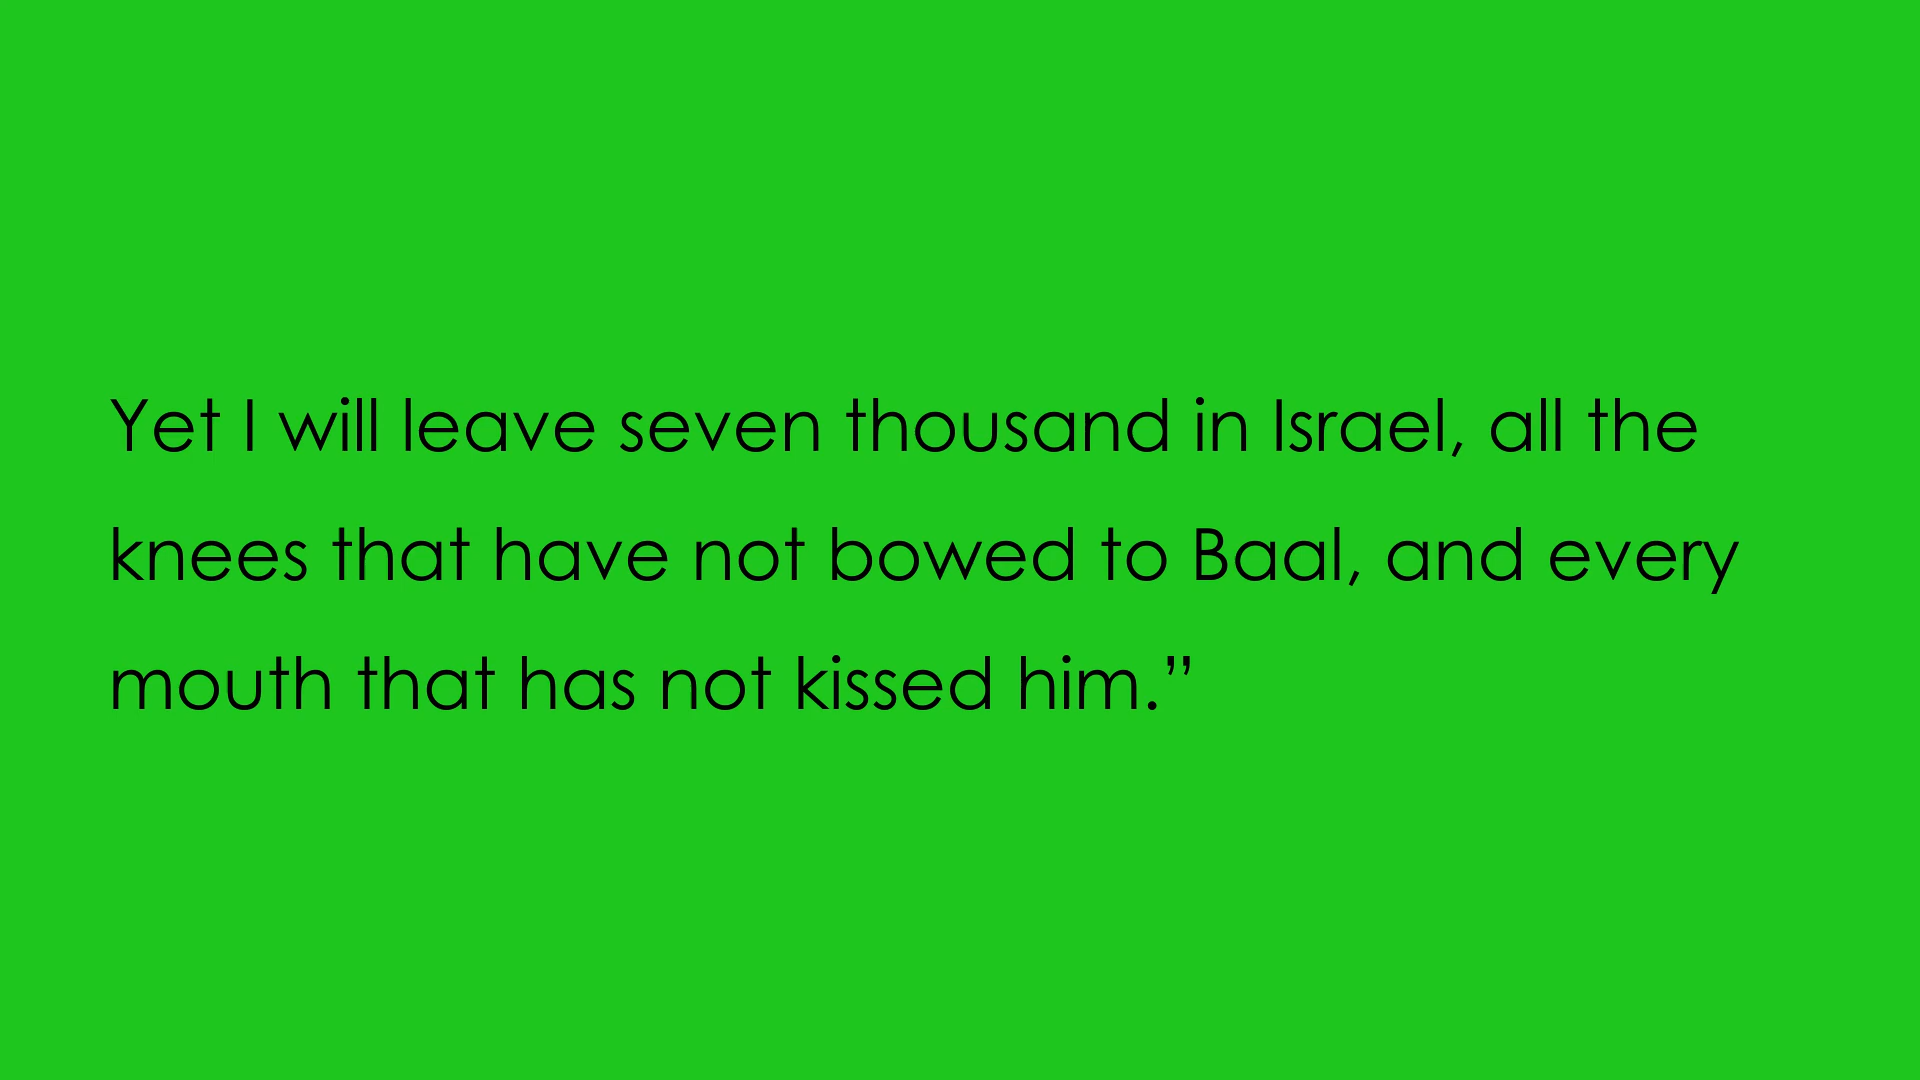 Yet I will leave seven thousand in Israel, all the
knees that have not bowed to Baal, and every
mouth that has not kissed him.”